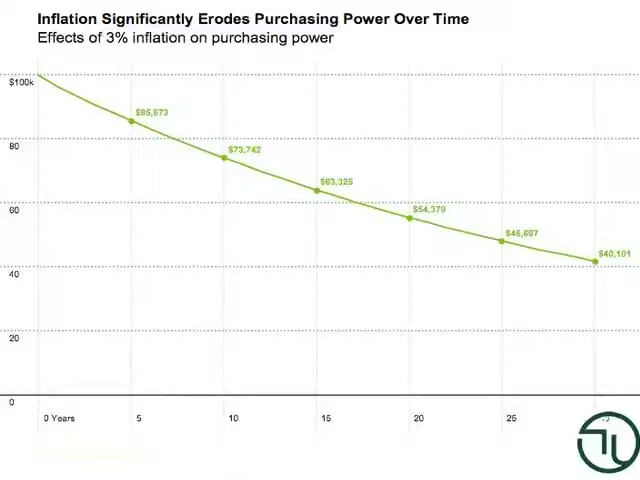 Inflation Significantly Erodes Purchasing Power Over Time
Effects of 3% inflation on purchasing power
$100k
$85,873
80
$73,742
$63,325
60
$54,379
$46,697
$40,101
40
20
0
0 Years 5 10 15 20 25